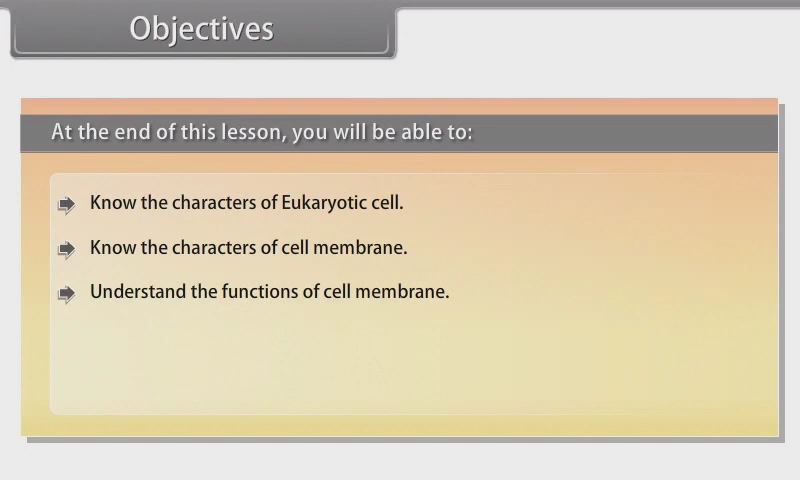 Objectives
At the end of this lesson, you will be able to:
Know the characters of Eukaryotic cell.
Know the characters of cell membrane.
Understand the functions of cell membrane.